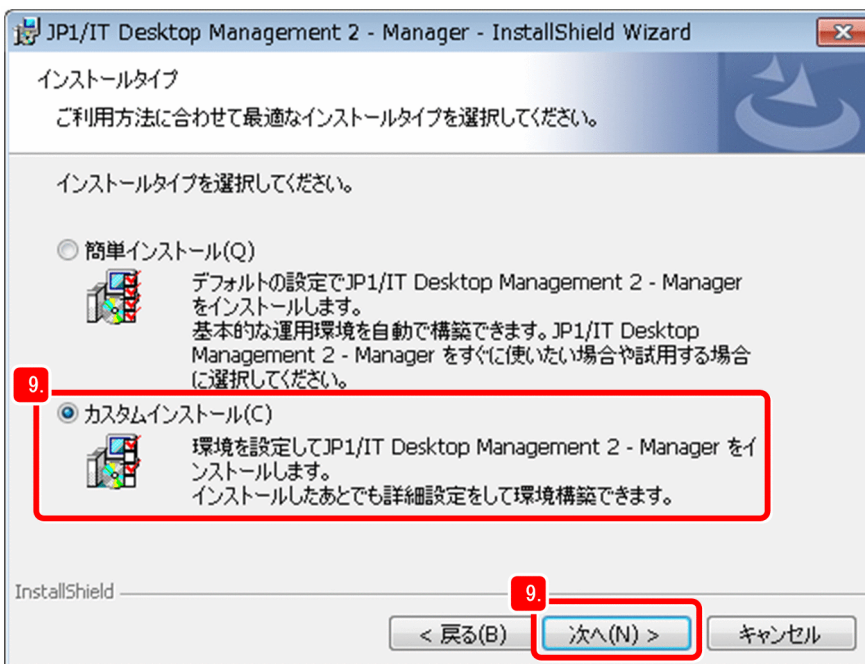 JP1/IT Desktop Management 2 - Manager - InstallShield Wizard
インストールタイプ
ご利用方法に合わせて最適なインストールタイプを選択してください。
インストールタイプを選択してください。
簡単インストール(Q)
デフォルトの設定でJP1/IT Desktop Management 2 - Manager
をインストールします。
基本的な運用環境を自動で構築できます。JP1/IT Desktop
Management 2 - Manager をすぐに使いたい場合や試用する場合
に選択してください。
9.
カスタムインストール(C)
環境を設定してJP1/IT Desktop Management 2 - Manager をイ
ンストールします。
インストールしたあとでも詳細設定をして環境構築できます。
InstallShield
9.
< 戻る(B)
次へ(N) >
キャンセル